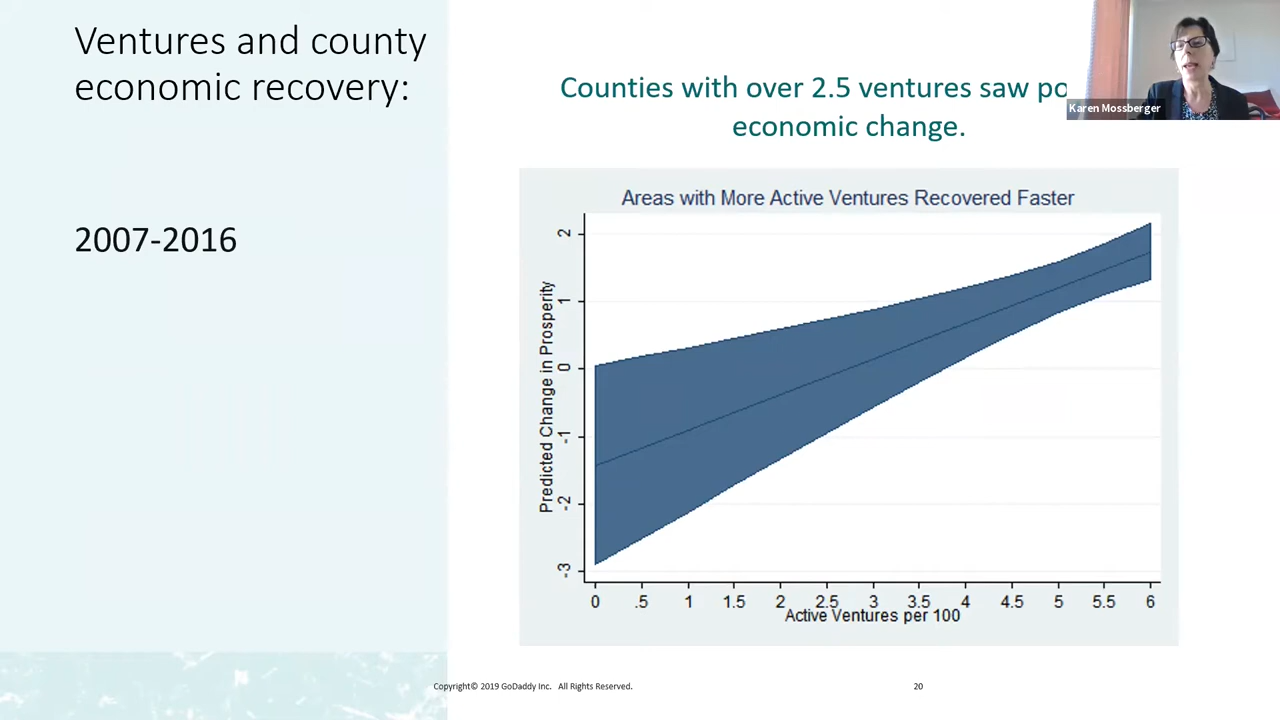 Ventures and county
economic recovery:
2007-2016
Counties with over 2.5 ventures saw po
economic change.
Karen Mossberger
Areas with More Active Ventures Recovered Faster
Predicted Change in Prosperity
2
1
0
-1
-2
-3
0 .5 1 1.5 2 2.5 3 3.5 4 4.5 5 5.5 6
Active Ventures per 100
Copyright© 2019 GoDaddy Inc. All Rights Reserved.
20